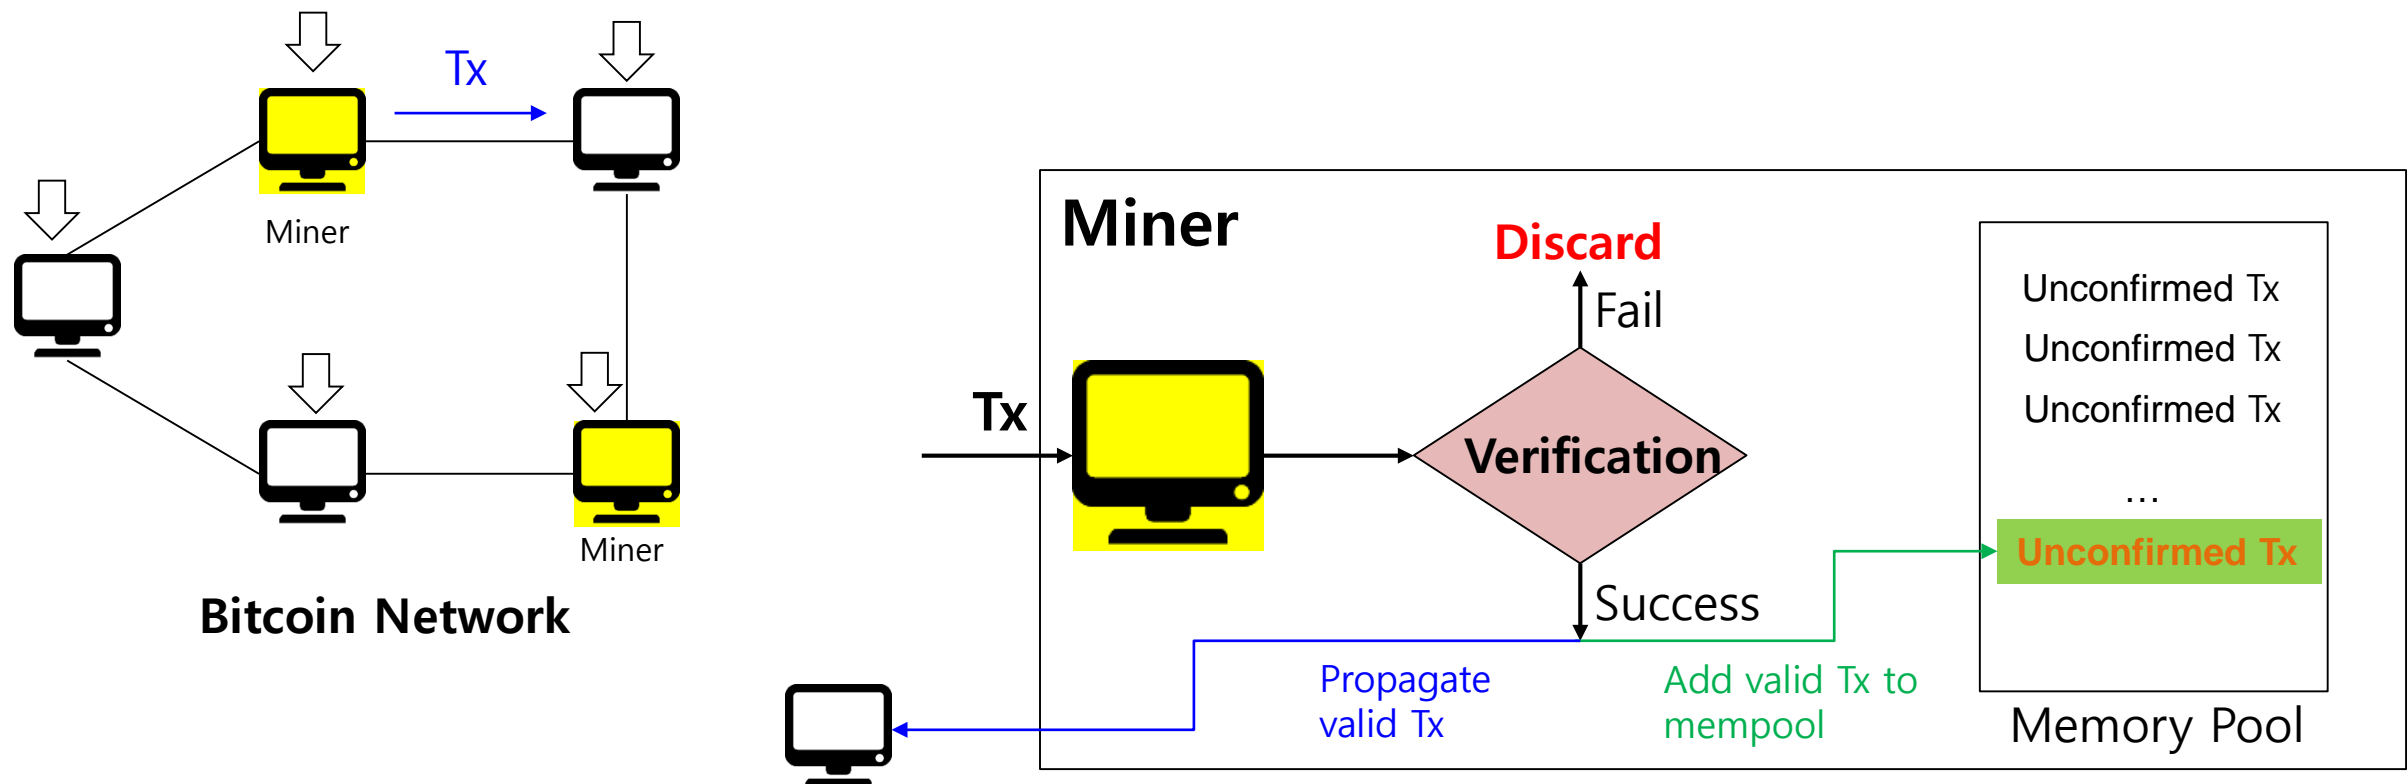 Tx
Miner
Miner
Bitcoin Network
Miner
Tx
Discard
Fail
Verification
Success
Propagate
valid Tx
Add valid Tx to
mempool
Unconfirmed Tx
Unconfirmed Tx
Unconfirmed Tx
...
Unconfirmed Tx
Memory Pool